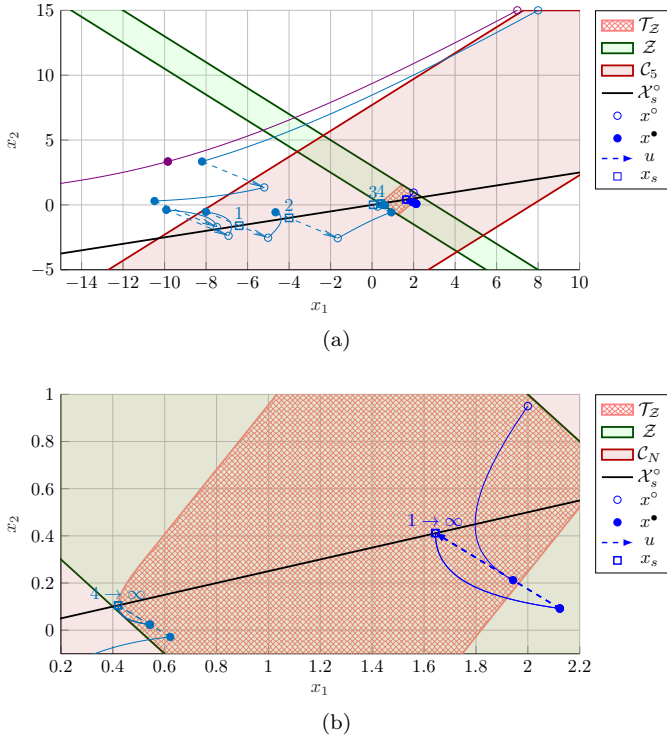 15
10
5
0
−5
x₂
−14 −12 −10 −8 −6 −4 −2 0 2 4 6 8 10
x₁
1
2
34
𝒯_𝒵
𝒵
𝒞₅
𝒳ₛ°
x°
x•
u
xₛ
(a)
1
0.8
0.6
0.4
0.2
0
x₂
0.2 0.4 0.6 0.8 1 1.2 1.4 1.6 1.8 2 2.2
x₁
1 → ∞
4 → ∞
𝒯_𝒵
𝒵
𝒞_N
𝒳ₛ°
x°
x•
u
xₛ
(b)